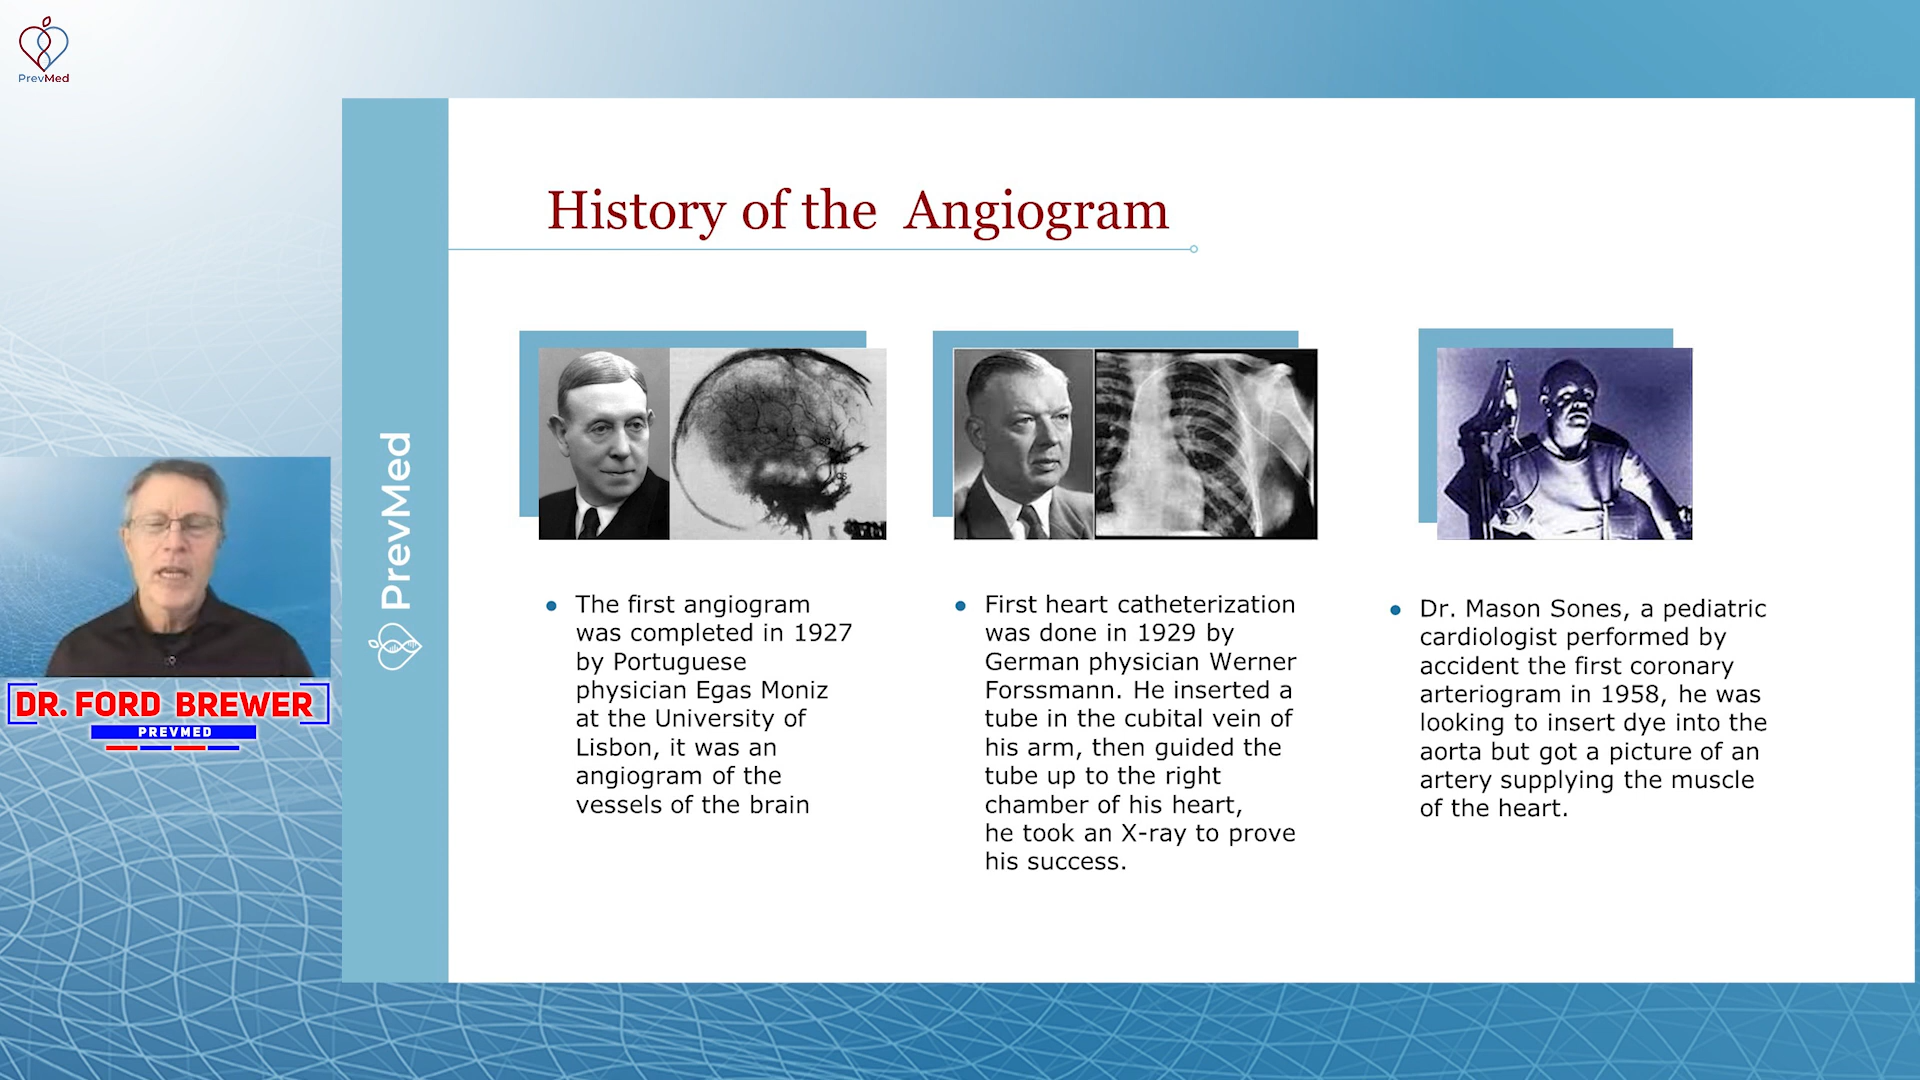 PrevMed
History of the Angiogram
PrevMed
DR. FORD BREWER
PREVMED
The first angiogram
was completed in 1927
by Portuguese
physician Egas Moniz
at the University of
Lisbon, it was an
angiogram of the
vessels of the brain
First heart catheterization
was done in 1929 by
German physician Werner
Forssmann. He inserted a
tube in the cubital vein of
his arm, then guided the
tube up to the right
chamber of his heart,
he took an X-ray to prove
his success.
Dr. Mason Sones, a pediatric
cardiologist performed by
accident the first coronary
arteriogram in 1958, he was
looking to insert dye into the
aorta but got a picture of an
artery supplying the muscle
of the heart.